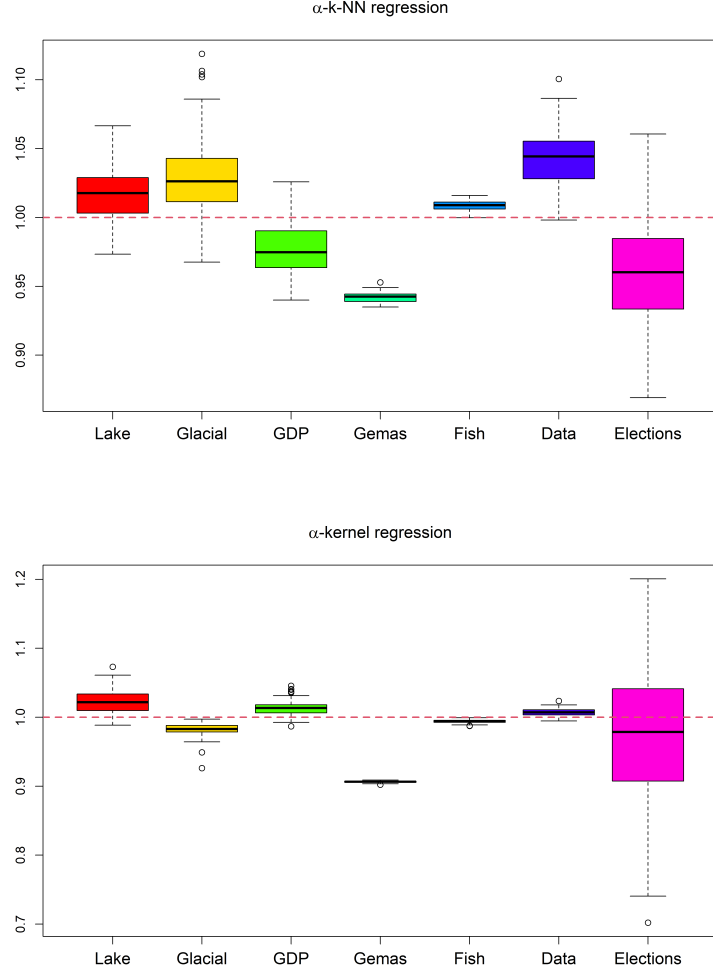 α-k-NN regression
1.10
1.05
1.00
0.95
0.90
Lake Glacial GDP Gemas Fish Data Elections
α-kernel regression
1.2
1.1
1.0
0.9
0.8
0.7
Lake Glacial GDP Gemas Fish Data Elections